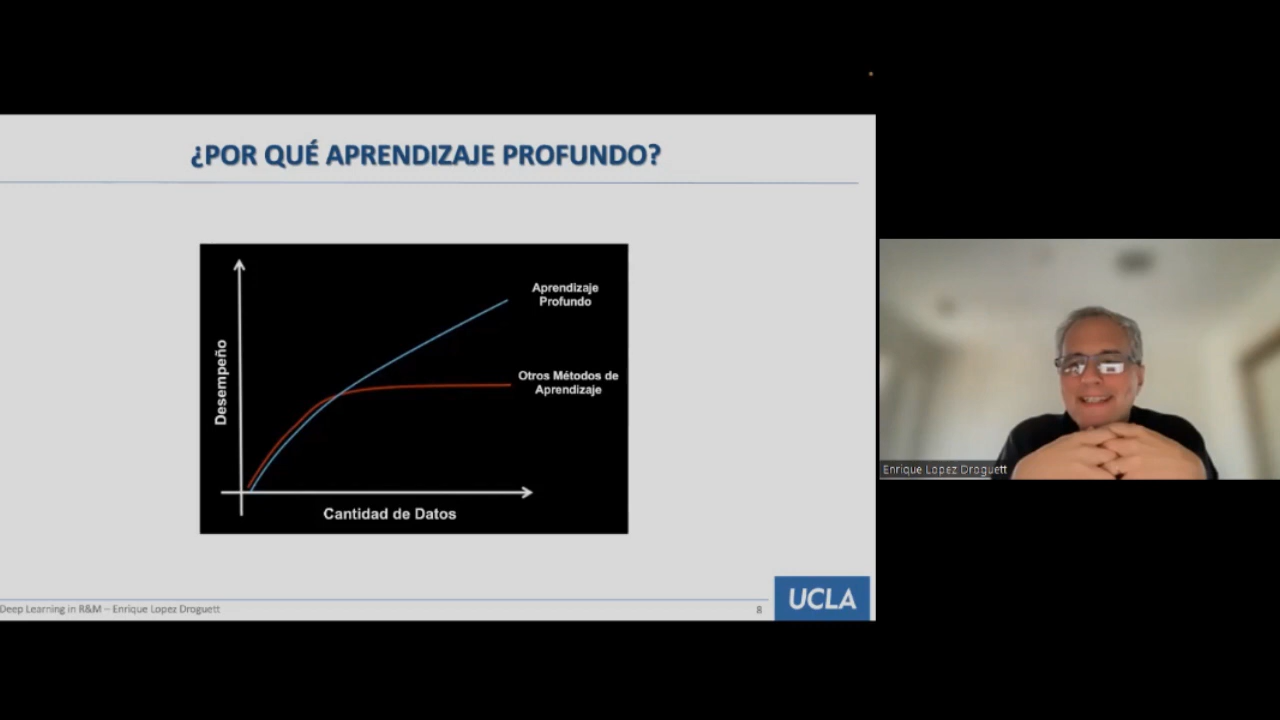 ¿POR QUÉ APRENDIZAJE PROFUNDO?
Aprendizaje
Profundo
Otros Métodos de
Aprendizaje
Desempeño
Cantidad de Datos
Deep Learning in R&M – Enrique Lopez Droguett
8
UCLA
Enrique Lopez Droguett